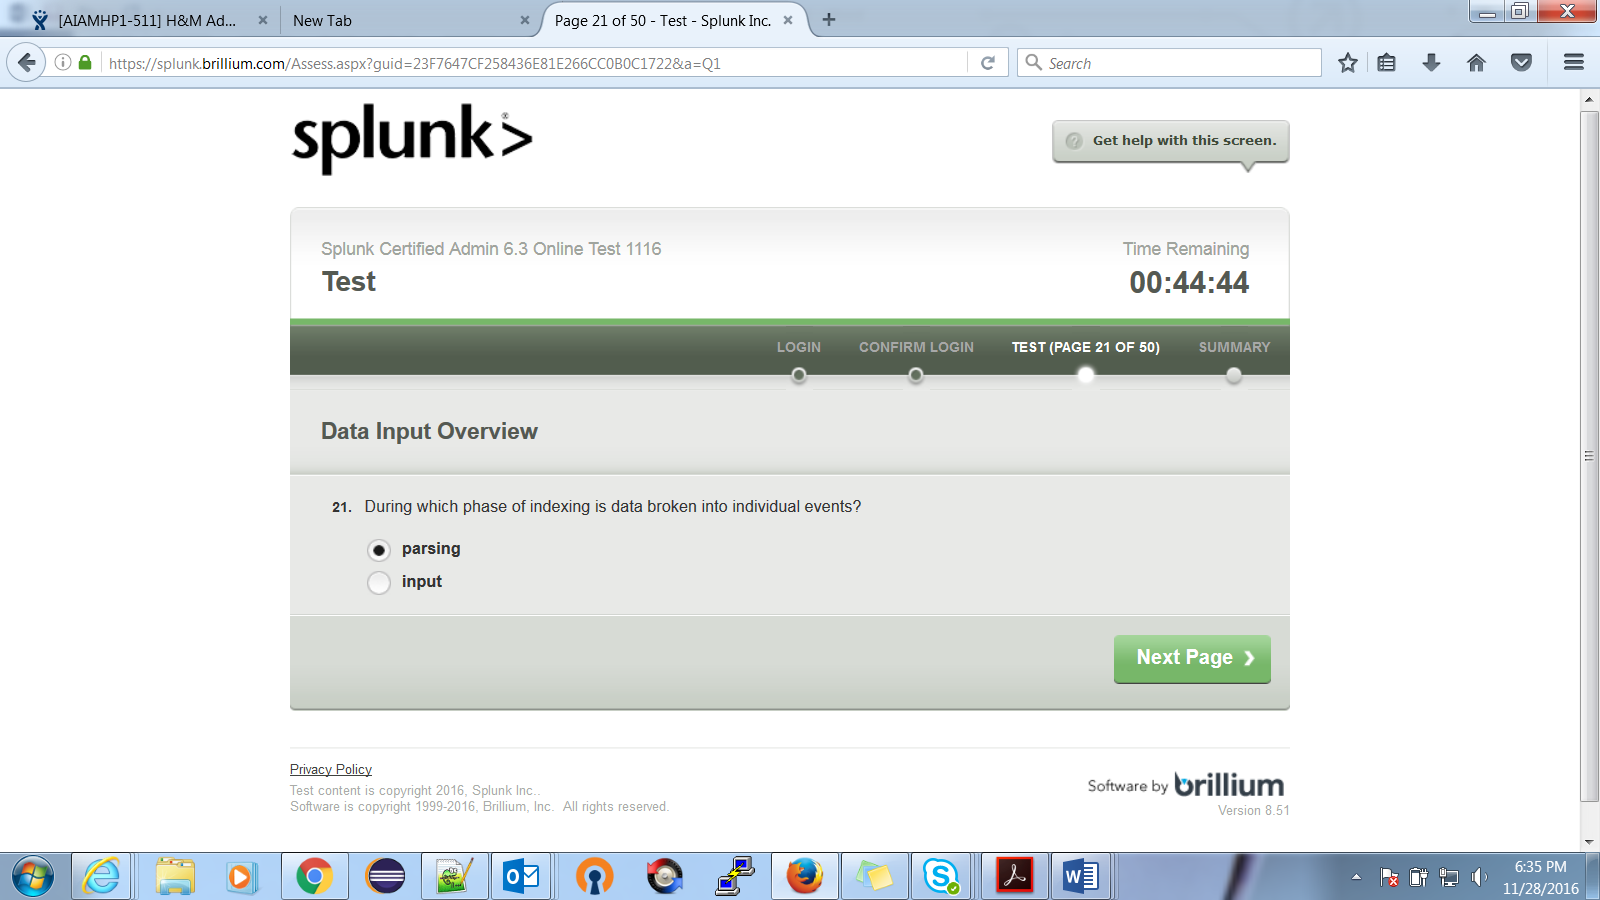 [AIAMHP1-511] H&M Ad...
New Tab
Page 21 of 50 - Test - Splunk Inc.
https://splunk.brillium.com/Assess.aspx?guid=23F7647CF258436E81E266CC0B0C1722&a=Q1
Search
splunk>
Get help with this screen.
Splunk Certified Admin 6.3 Online Test 1116
Time Remaining
Test
00:44:44
LOGIN
CONFIRM LOGIN
TEST (PAGE 21 OF 50)
SUMMARY
Data Input Overview
21. During which phase of indexing is data broken into individual events?
parsing
input
Next Page
Privacy Policy
Test content is copyright 2016, Splunk Inc..
Software is copyright 1999-2016, Brillium, Inc. All rights reserved.
Software by brillium
Version 8.51
6:35 PM
11/28/2016